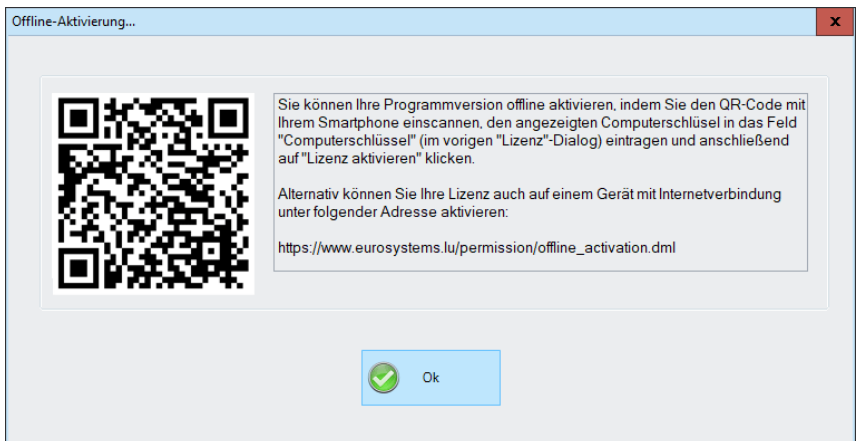 Offline-Aktivierung...
x
Sie können Ihre Programmversion offline aktivieren, indem Sie den QR-Code mit
Ihrem Smartphone einscannen, den angezeigten Computerschlüsel in das Feld
"Computerschlüssel" (im vorigen "Lizenz"-Dialog) eintragen und anschließend
auf "Lizenz aktivieren" klicken.
Alternativ können Sie Ihre Lizenz auch auf einem Gerät mit Internetverbindung
unter folgender Adresse aktivieren:
https://www.eurosystems.lu/permission/offline_activation.dml
Ok